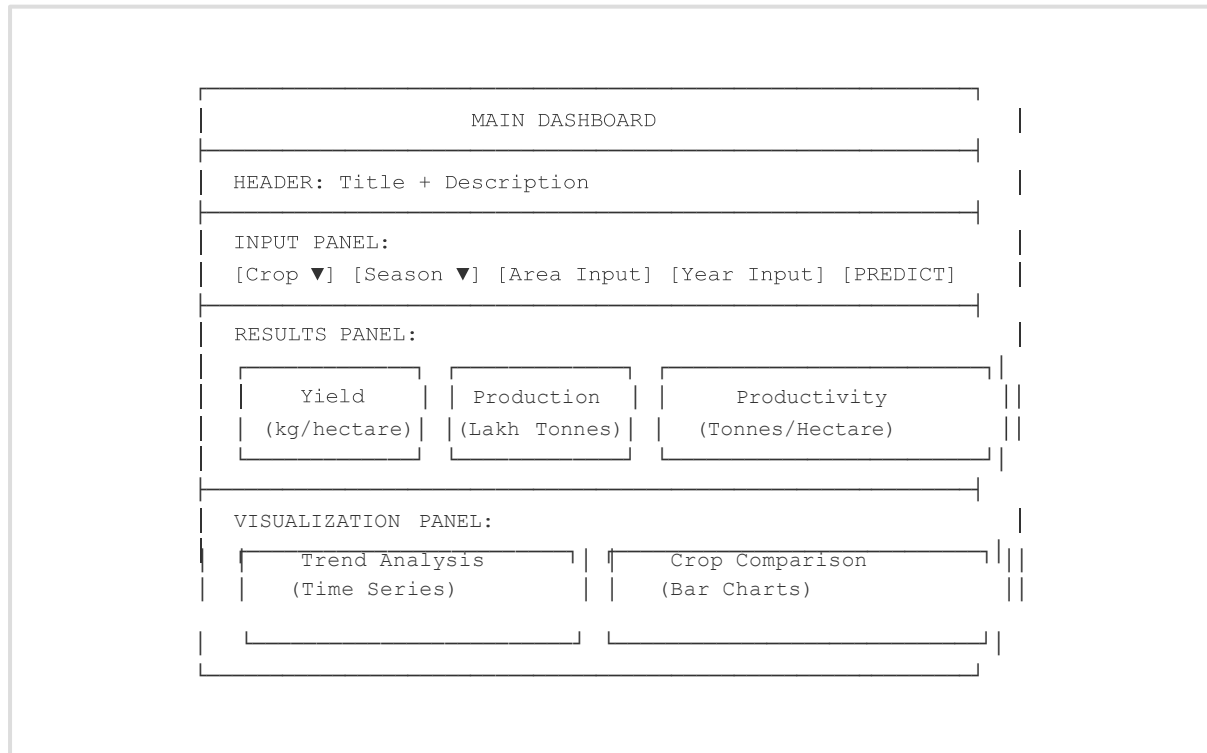 MAIN DASHBOARD
HEADER: Title + Description
INPUT PANEL:
[Crop ▼] [Season ▼] [Area Input] [Year Input] [PREDICT]
RESULTS PANEL:
Yield Production Productivity
(kg/hectare) (Lakh Tonnes) (Tonnes/Hectare)
VISUALIZATION PANEL:
Trend Analysis Crop Comparison
(Time Series) (Bar Charts)